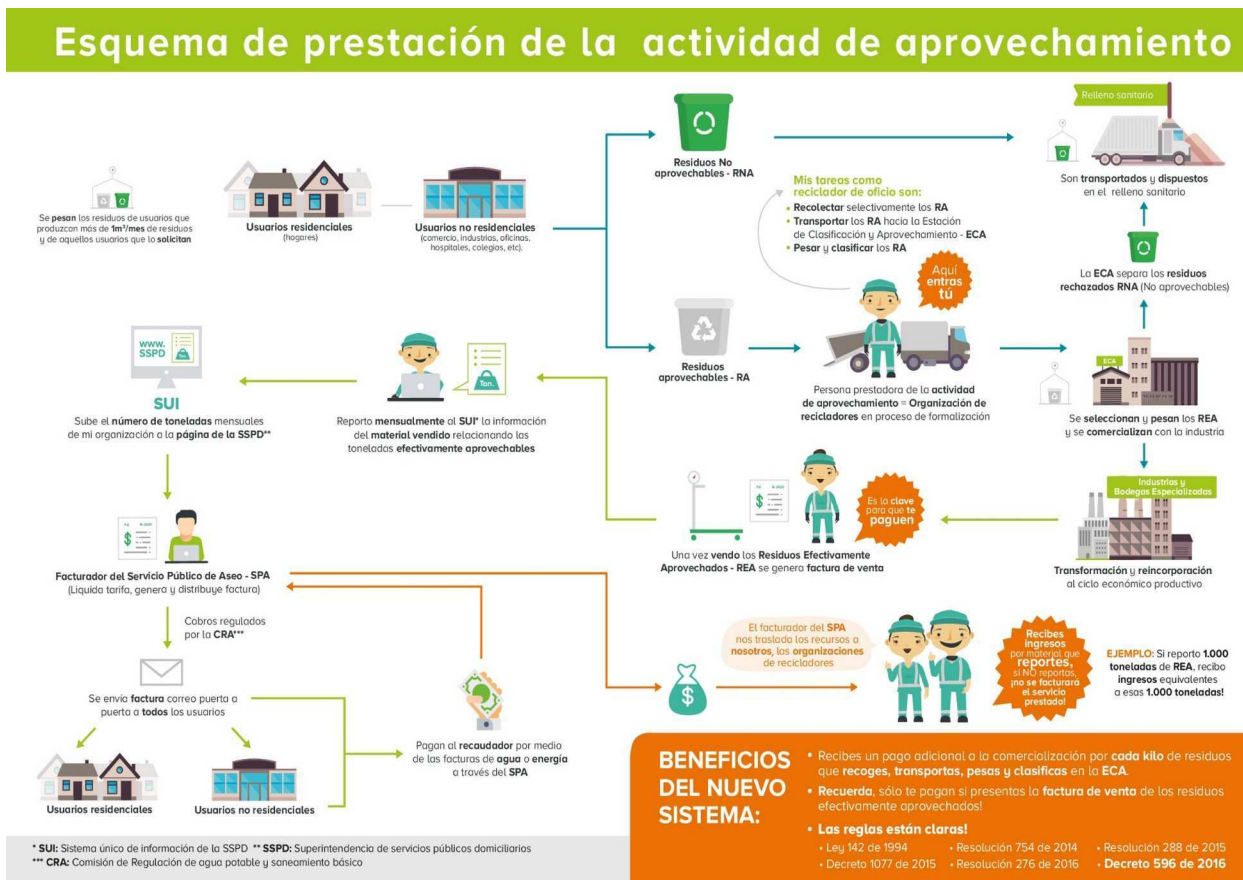 Esquema de prestación de la actividad de aprovechamiento
Se pesan los residuos de usuarios que
produzcan más de 1m³/mes de residuos
y de aquellos usuarios que lo solicitan
Usuarios residenciales
(hogares)
Usuarios no residenciales
(comercio, industrias, oficinas,
hospitales, colegios, etc).
Residuos No
aprovechables - RNA
Relleno sanitario
Son transportados y dispuestos
en el relleno sanitario
Mis tareas como
reciclador de oficio son:
• Recolectar selectivamente los RA
• Transportar los RA hacia la Estación
de Clasificación y Aprovechamiento - ECA
• Pesar y clasificar los RA
Aquí
entras
tú
La ECA separa los residuos
rechazados RNA (No aprovechables)
Residuos
aprovechables - RA
Persona prestadora de la actividad
de aprovechamiento = Organización de
recicladores en proceso de formalización
ECA
Se seleccionan y pesan los REA
y se comercializan con la industria
www.
SSPD
SUI
Sube el número de toneladas mensuales
de mi organización a la página de la SSPD**
Ton.
Reporto mensualmente al SUI* la información
del material vendido relacionando las
toneladas efectivamente aprovechables
$
Es la clave
para que te
paguen
Una vez vendo los Residuos Efectivamente
Aprovechados - REA se genera factura de venta
Industrias y
Bodegas Especializadas
Transformación y reincorporación
al ciclo económico productivo
$
Facturador del Servicio Público de Aseo - SPA
(Liquida tarifa, genera y distribuye factura)
Cobros regulados
por la CRA***
Se envía factura correo puerta a
puerta a todos los usuarios
Usuarios residenciales
Usuarios no residenciales
Pagan al recaudador por medio
de las facturas de agua o energía
a través del SPA
$
El facturador del SPA
nos traslada los recursos a
nosotros, las organizaciones
de recicladores
Recibes
ingresos
por material que
reportes,
si NO reportas,
¡no se facturará
el servicio
prestado!
EJEMPLO: Si reporto 1.000
toneladas de REA, recibo
ingresos equivalentes
a esas 1.000 toneladas!
BENEFICIOS
DEL NUEVO
SISTEMA:
• Recibes un pago adicional a la comercialización por cada kilo de residuos
que recoges, transportas, pesas y clasificas en la ECA.
• Recuerda, sólo te pagan si presentas la factura de venta de los residuos
efectivamente aprovechados!
• Las reglas están claras!
• Ley 142 de 1994 • Resolución 754 de 2014 • Resolución 288 de 2015
• Decreto 1077 de 2015 • Resolución 276 de 2016 • Decreto 596 de 2016
* SUI: Sistema único de información de la SSPD ** SSPD: Superintendencia de servicios públicos domiciliarios
*** CRA: Comisión de Regulación de agua potable y saneamiento básico